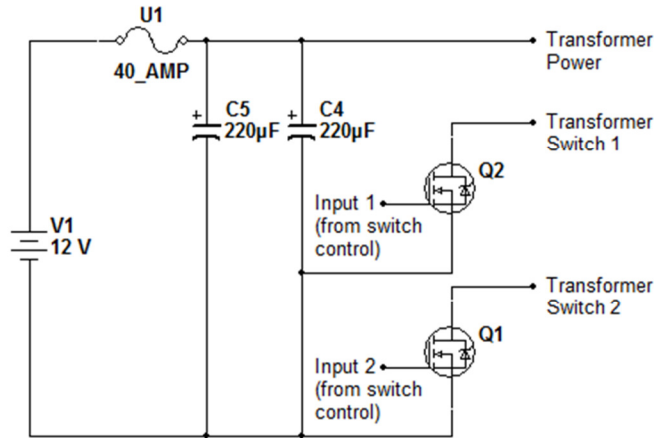 U1
40_AMP
Transformer
Power
C5
220µF
C4
220µF
Transformer
Switch 1
Q2
Input 1
(from switch
control)
V1
12 V
Transformer
Switch 2
Q1
Input 2
(from switch
control)